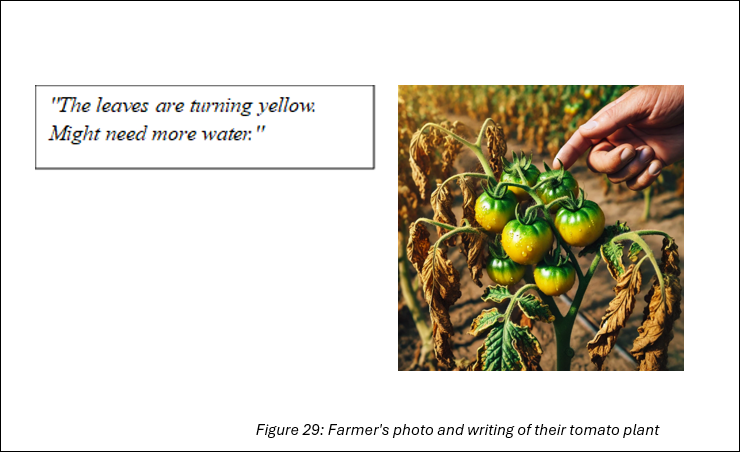 "The leaves are turning yellow.
Might need more water."
Figure 29: Farmer's photo and writing of their tomato plant